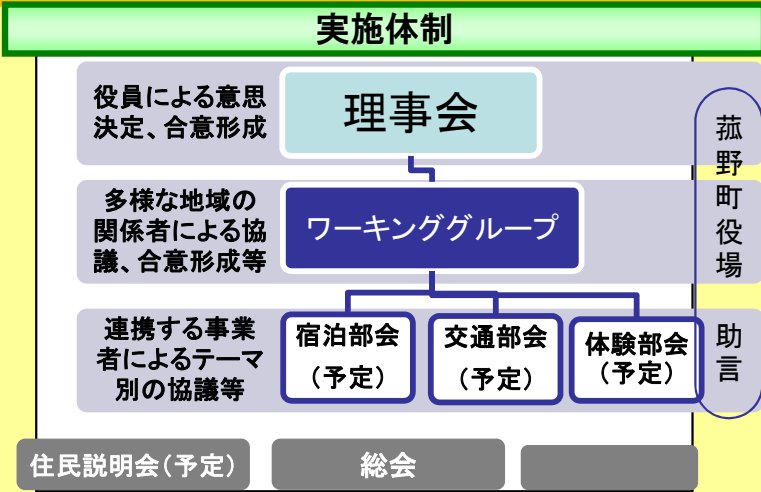 実施体制
役員による意思
決定、合意形成
理事会
多様な地域の
関係者による協
議、合意形成等
ワーキンググループ
連携する事業
者によるテーマ
別の協議等
宿泊部会
（予定）
交通部会
（予定）
体験部会
（予定）
菰野町役場
助言
住民説明会（予定）
総会